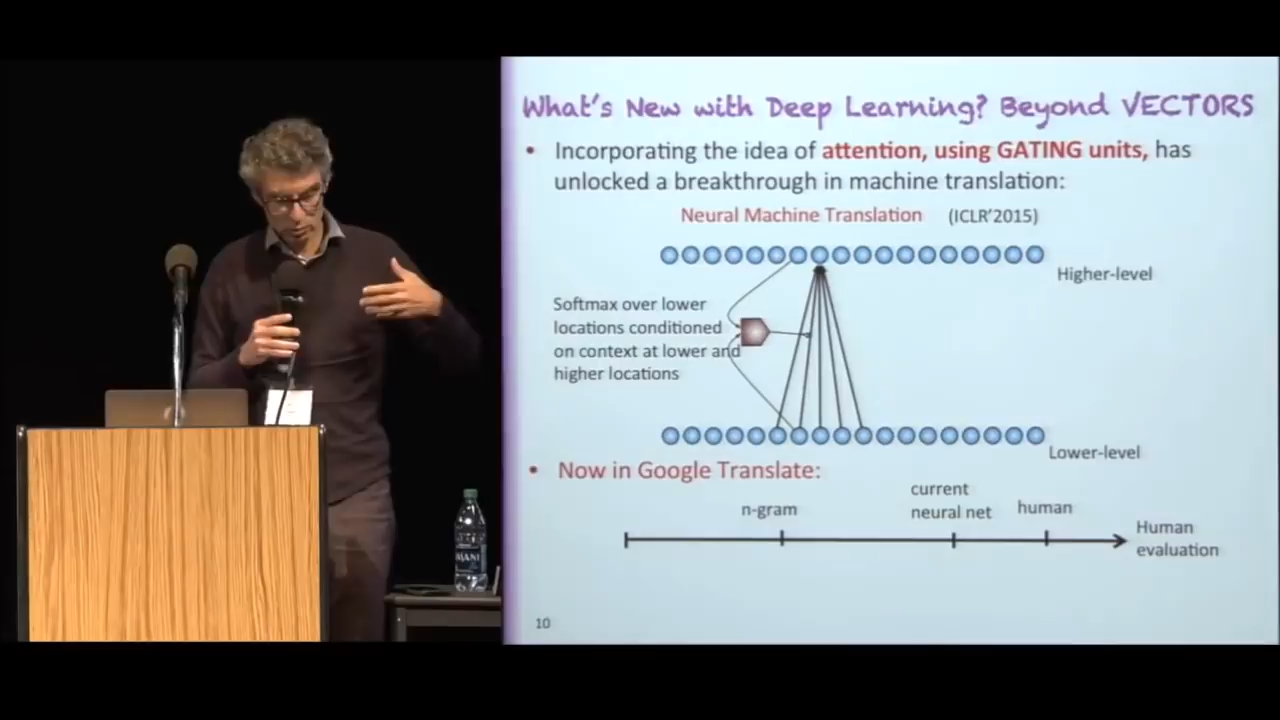 What's New with Deep Learning? Beyond VECTORS
• Incorporating the idea of attention, using GATING units, has
unlocked a breakthrough in machine translation:
Neural Machine Translation (ICLR'2015)
Higher-level
Softmax over lower
locations conditioned
on context at lower and
higher locations
Lower-level
• Now in Google Translate:
n-gram
current
neural net
human
Human
evaluation
10